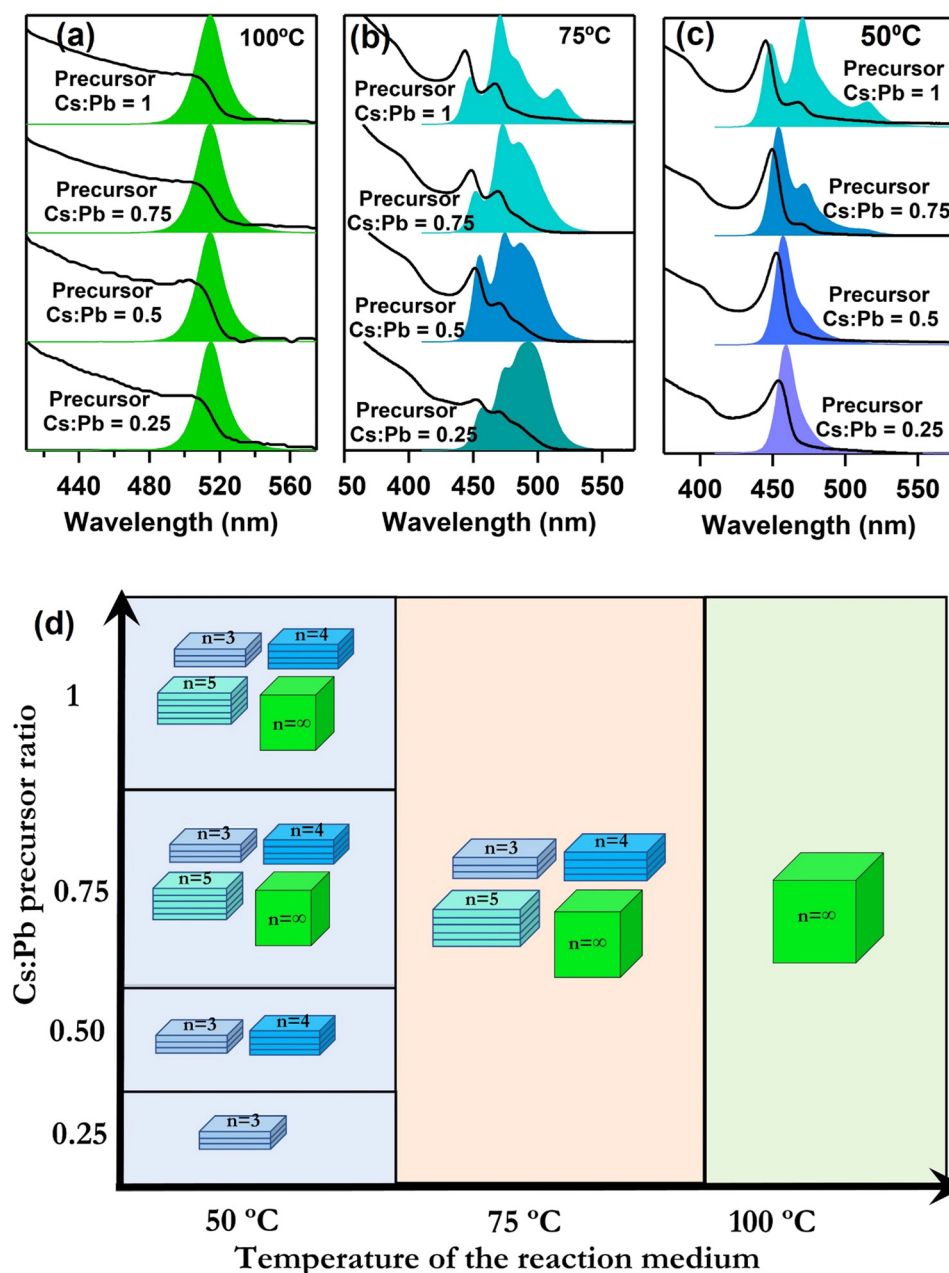 (a)
100ºC
Precursor
Cs:Pb = 1
Precursor
Cs:Pb = 0.75
Precursor
Cs:Pb = 0.5
Precursor
Cs:Pb = 0.25
440 480 520 560
Wavelength (nm)
(b)
75ºC
Precursor
Cs:Pb = 1
Precursor
Cs:Pb = 0.75
Precursor
Cs:Pb = 0.5
Precursor
Cs:Pb = 0.25
50 450 500 550
Wavelength (nm)
(c)
50ºC
Precursor
Cs:Pb = 1
Precursor
Cs:Pb = 0.75
Precursor
Cs:Pb = 0.5
Precursor
Cs:Pb = 0.25
400 450 500 550
Wavelength (nm)
(d)
Cs:Pb precursor ratio
1
n=3
n=4
n=5
n=∞
0.75
n=3
n=4
n=5
n=∞
0.50
n=3
n=4
0.25
n=3
n=3
n=4
n=5
n=∞
n=∞
50 ºC 75 ºC 100 ºC
Temperature of the reaction medium